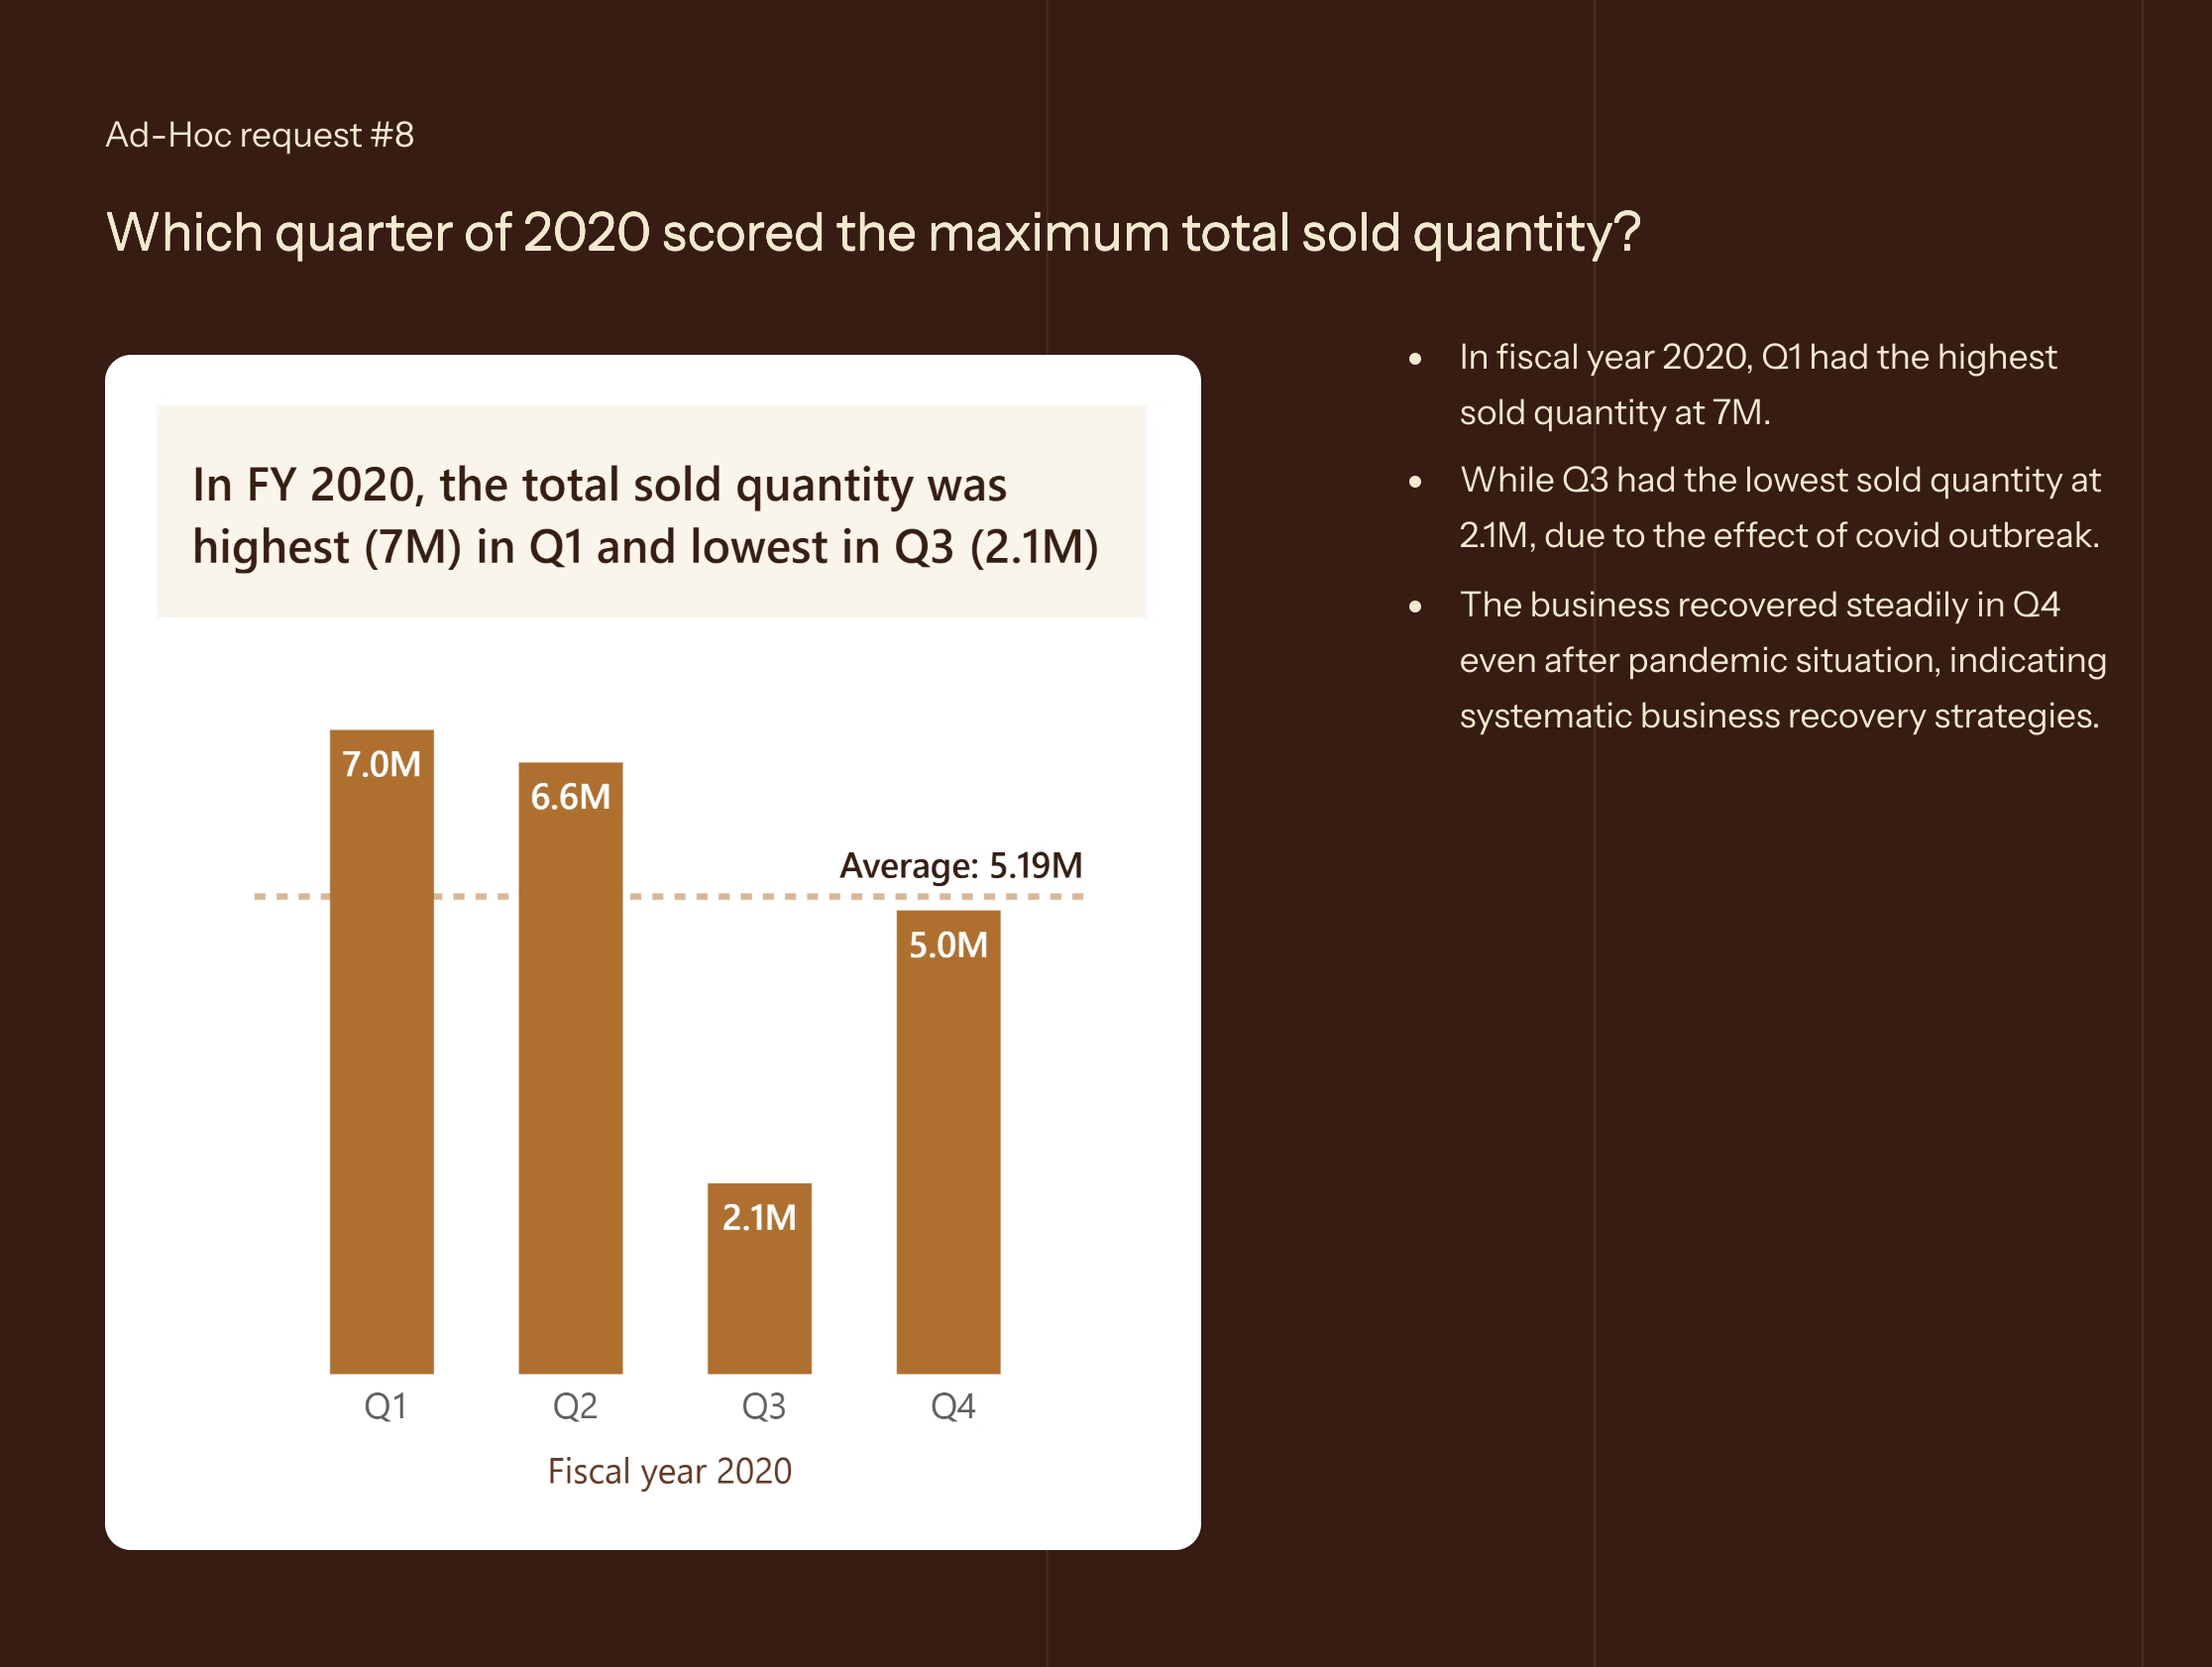 Ad-Hoc request #8
Which quarter of 2020 scored the maximum total sold quantity?
In FY 2020, the total sold quantity was
highest (7M) in Q1 and lowest in Q3 (2.1M)
7.0M
6.6M
Average: 5.19M
5.0M
2.1M
Q1 Q2 Q3 Q4
Fiscal year 2020
• In fiscal year 2020, Q1 had the highest
sold quantity at 7M.
• While Q3 had the lowest sold quantity at
2.1M, due to the effect of covid outbreak.
• The business recovered steadily in Q4
even after pandemic situation, indicating
systematic business recovery strategies.